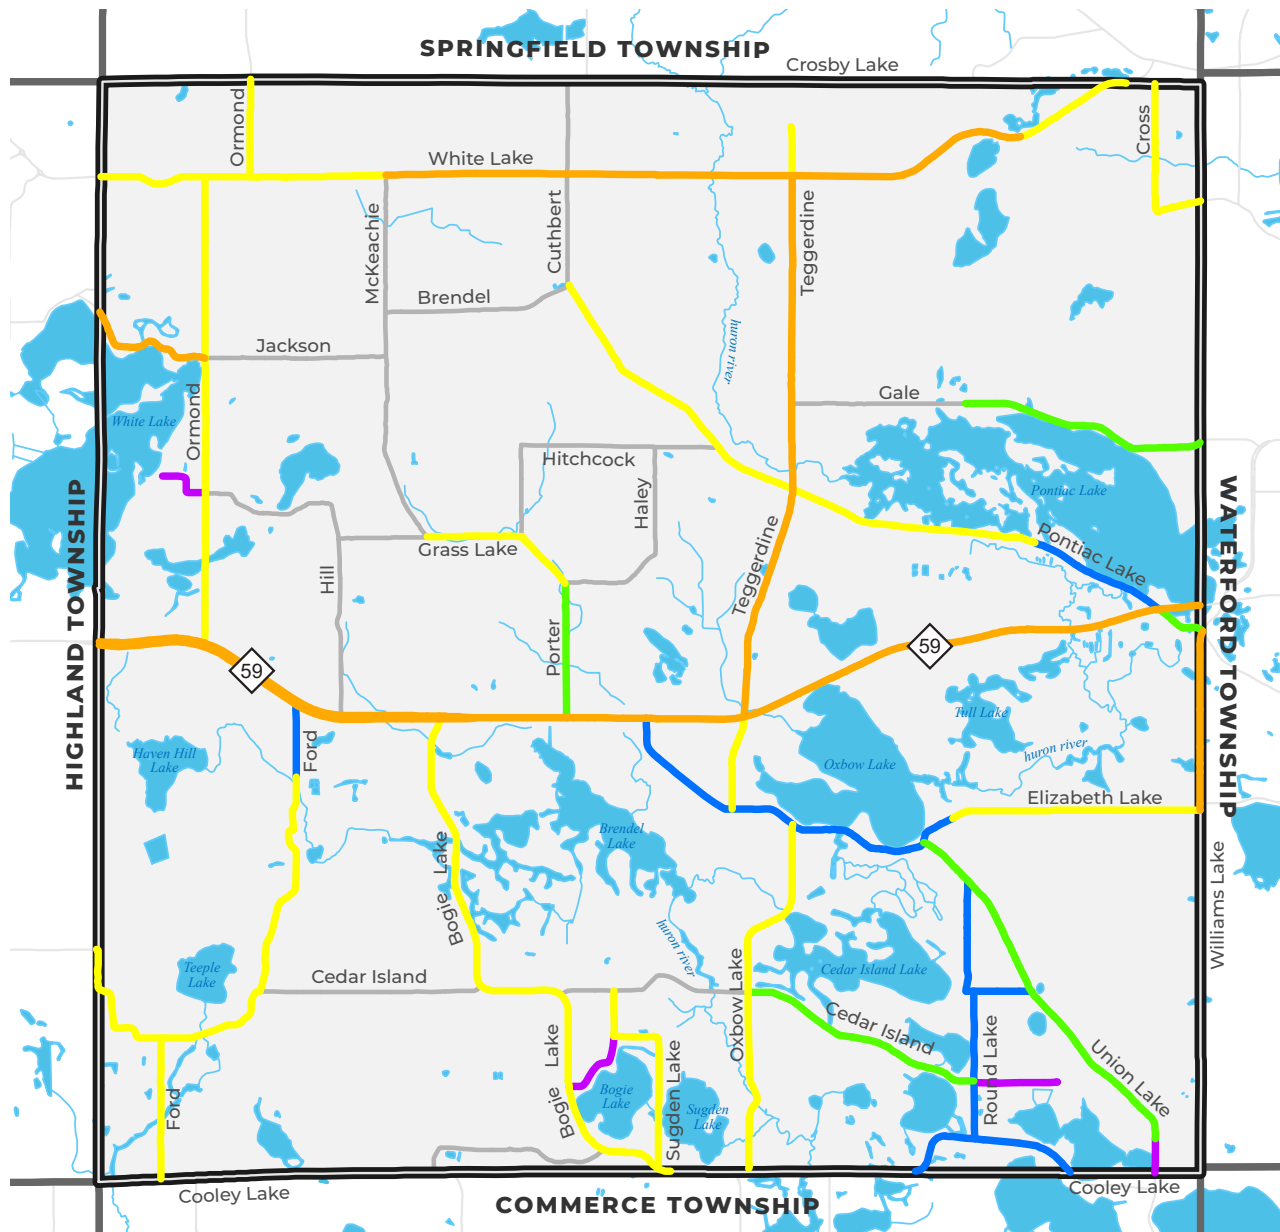 SPRINGFIELD TOWNSHIP
Crosby Lake
Ormond
Cross
White Lake
McKeachie
Cuthbert
Teggerdine
Brendel
huron river
Jackson
Gale
White Lake
Ormond
Hitchcock
Haley
Pontiac Lake
HIGHLAND TOWNSHIP
WATERFORD TOWNSHIP
Grass Lake
Pontiac Lake
Hill
Teggerdine
Porter
59
59
Tull Lake
Ford
Haven Hill
Lake
Oxbow Lake
huron river
Elizabeth Lake
Brendel
Lake
Bogie Lake
Williams Lake
huron river
Teeple
Lake
Cedar Island
Oxbow Lake
Cedar Island Lake
Cedar Island
Bogie Lake
Round Lake
Union Lake
Ford
Bogie
Lake
Sugden Lake
Sugden
Lake
Cooley Lake
Cooley Lake
COMMERCE TOWNSHIP